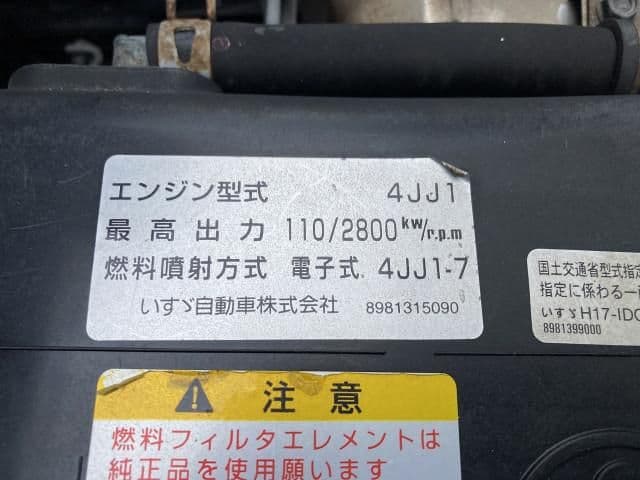 エンジン型式 4JJ1
最高出力 110/2800 kw/r.p.m
燃料噴射方式 電子式 4JJ1-7
いすゞ自動車株式会社 8981315090
国土交通省型式指定
指定に係わる一
いすゞH17-IDC
8981399000
⚠ 注意
燃料フィルタエレメントは
純正品を使用願います